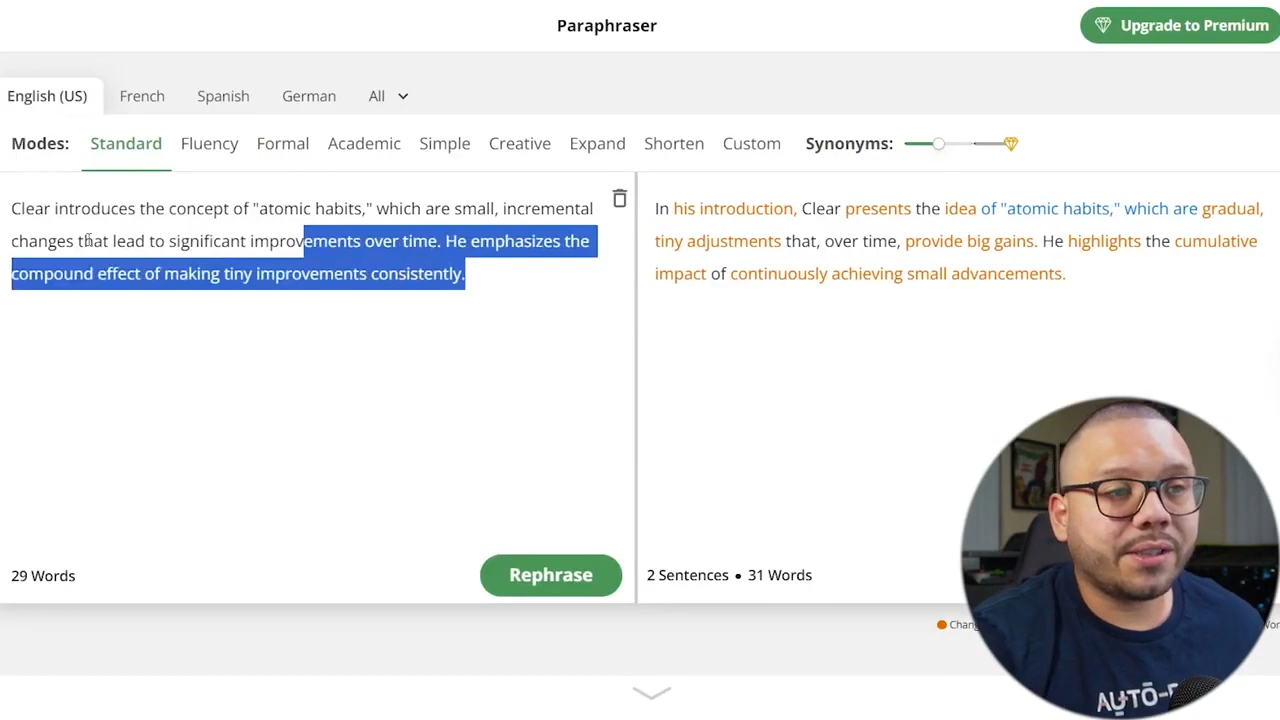 Paraphraser
Upgrade to Premium
English (US) French Spanish German All
Modes: Standard Fluency Formal Academic Simple Creative Expand Shorten Custom Synonyms:
Clear introduces the concept of "atomic habits," which are small, incremental
changes that lead to significant improvements over time. He emphasizes the
compound effect of making tiny improvements consistently.
In his introduction, Clear presents the idea of "atomic habits," which are gradual,
tiny adjustments that, over time, provide big gains. He highlights the cumulative
impact of continuously achieving small advancements.
29 Words
Rephrase
2 Sentences • 31 Words